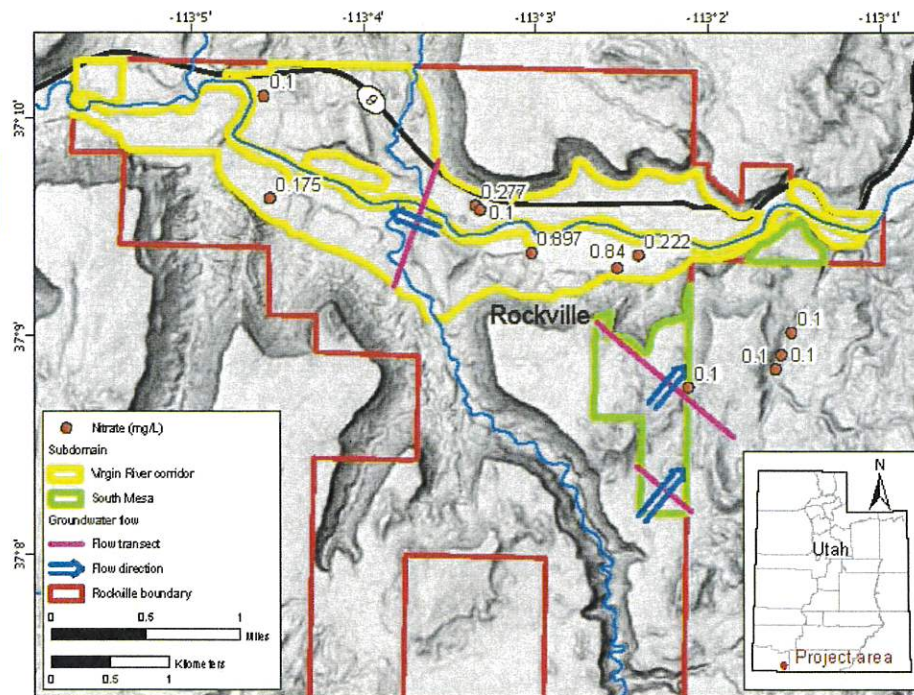 -113°5' -113°4' -113°3' -113°2' -113°1'
37°10'
37°9'
37°8'
0.1
9
0.175
0.277
0.1
0.897
0.84
0.222
Rockville
0.1
0.1
0.1
0.1
Nitrate (mg/L)
Subdomain
Virgin River corridor
South Mesa
Groundwater flow
Flow transect
Flow direction
Rockville boundary
0 0.5 1
Miles
0 0.5 1
Kilometers
N
Utah
Project area